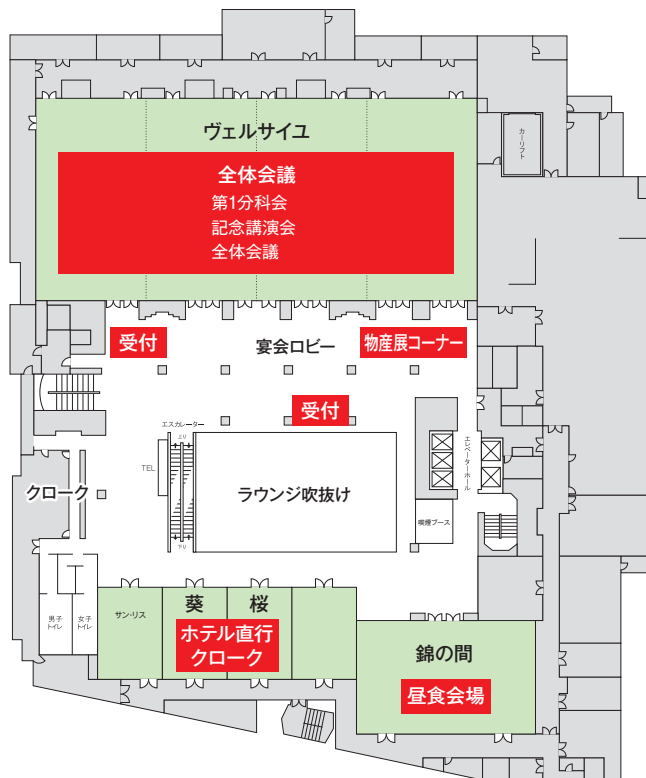 カーリフト
ヴェルサイユ
全体会議
第1分科会
記念講演会
全体会議
受付
宴会ロビー
物産展コーナー
受付
エスカレーター
上り
TEL
エレベーターホール
クローク
ラウンジ吹抜け
喫煙ブース
下り
サン・リス
葵
桜
男子
トイレ
女子
トイレ
ホテル直行
クローク
錦の間
昼食会場